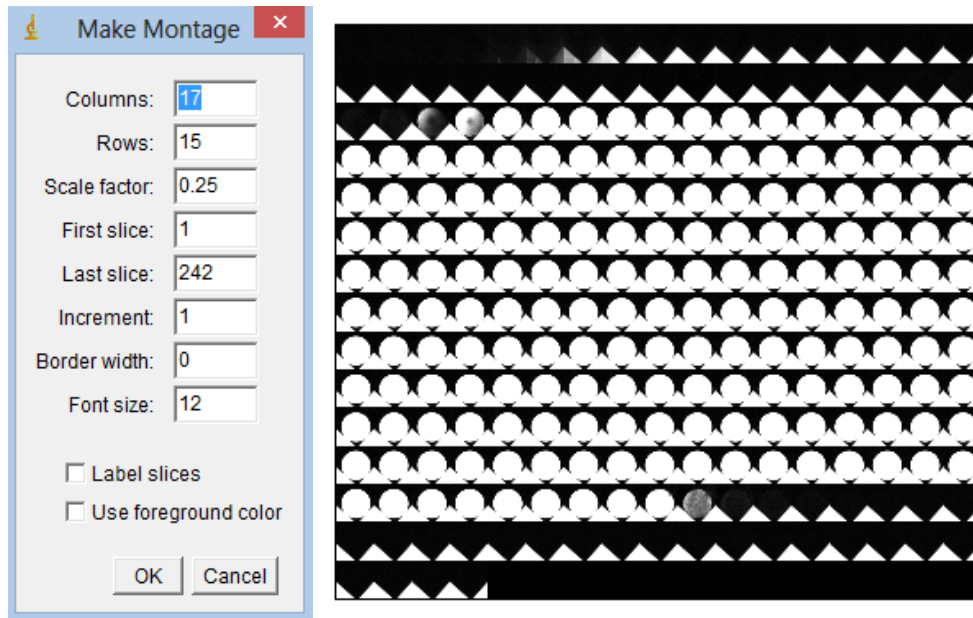 Make Montage
Columns: 17
Rows: 15
Scale factor: 0.25
First slice: 1
Last slice: 242
Increment: 1
Border width: 0
Font size: 12
Label slices
Use foreground color
OK Cancel